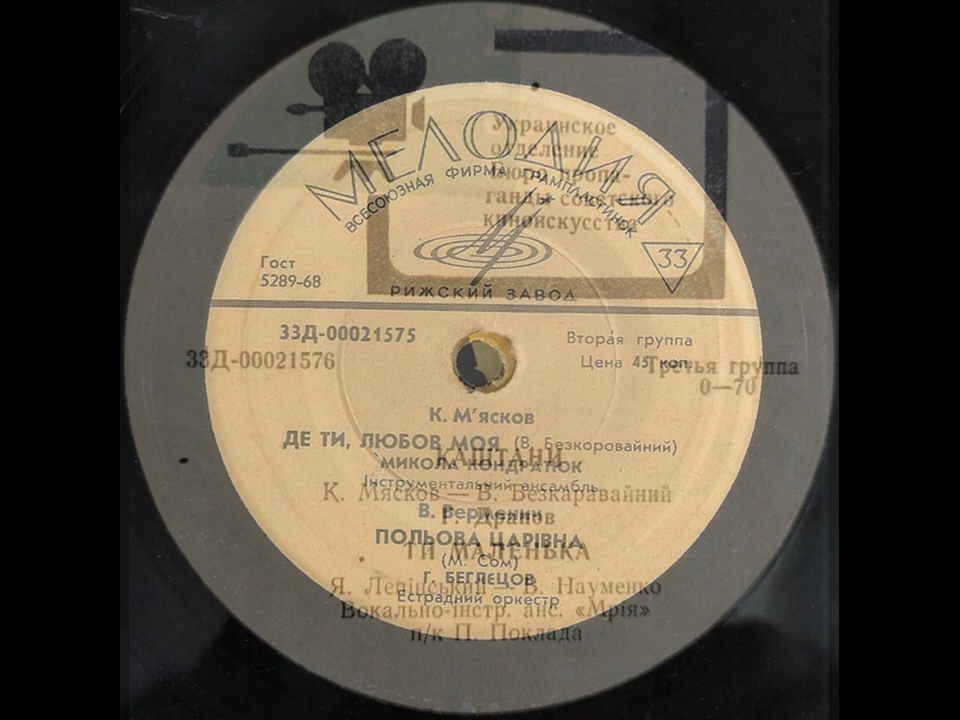 МЕЛОДИЯ
ВСЕСОЮЗНАЯ ФИРМА ГРАМПЛАСТИНОК
Украинское
отделение
Бюро пропа-
ганды советского
киноискусства
33
Гост
5289-68
РИЖСКИЙ ЗАВОД
33Д-00021575
Вторая группа
Цена 45 коп.
33Д-00021576
Третья группа
0—70
К. М'ясков
ДЕ ТИ, ЛЮБОВ МОЯ (В. Безкоровайний)
КАШТАНИ
МИКОЛА КОНДРАТЮК
Інструментальний ансамбль
К. Мясков — В. Безкаравайний
В. Верменич
Г. Драпов
ПОЛЬОВА ЦАРІВНА
ТИ МАЛЕНЬКА
(М. Сом)
Г. БЕГЛЕЦОВ
Я. Лепінський — В. Науменко
Естрадний оркестр
Вокально-інстр. анс. «Мрія»
п/к П. Поклада